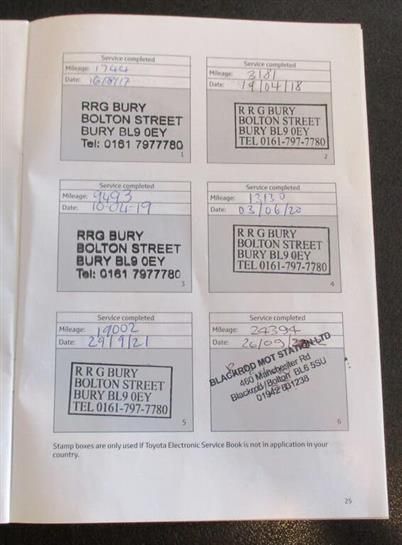 Service completed
Mileage: 1744
Date: 16/8/17
RRG BURY
BOLTON STREET
BURY BL9 0EY
Tel: 0161 7977780
1
Service completed
Mileage: 3181
Date: 19/04/18
R R G BURY
BOLTON STREET
BURY BL9 0EY
TEL 0161-797-7780
2
Service completed
Mileage: 9493
Date: 10-04-19
RRG BURY
BOLTON STREET
BURY BL9 0EY
Tel: 0161 7977780
3
Service completed
Mileage: 13130
Date: 03/06/20
R R G BURY
BOLTON STREET
BURY BL9 0EY
TEL 0161-797-7780
4
Service completed
Mileage: 19002
Date: 29/9/21
R R G BURY
BOLTON STREET
BURY BL9 0EY
TEL 0161-797-7780
5
Service completed
Mileage: 24394
Date: 26/09
BLACKROD MOT STATION LTD
460 Manchester Rd
Blackrod/Bolton BL6 5SU
01942 831238
6
Stamp boxes are only used if Toyota Electronic Service Book is not in application in your
country.
25